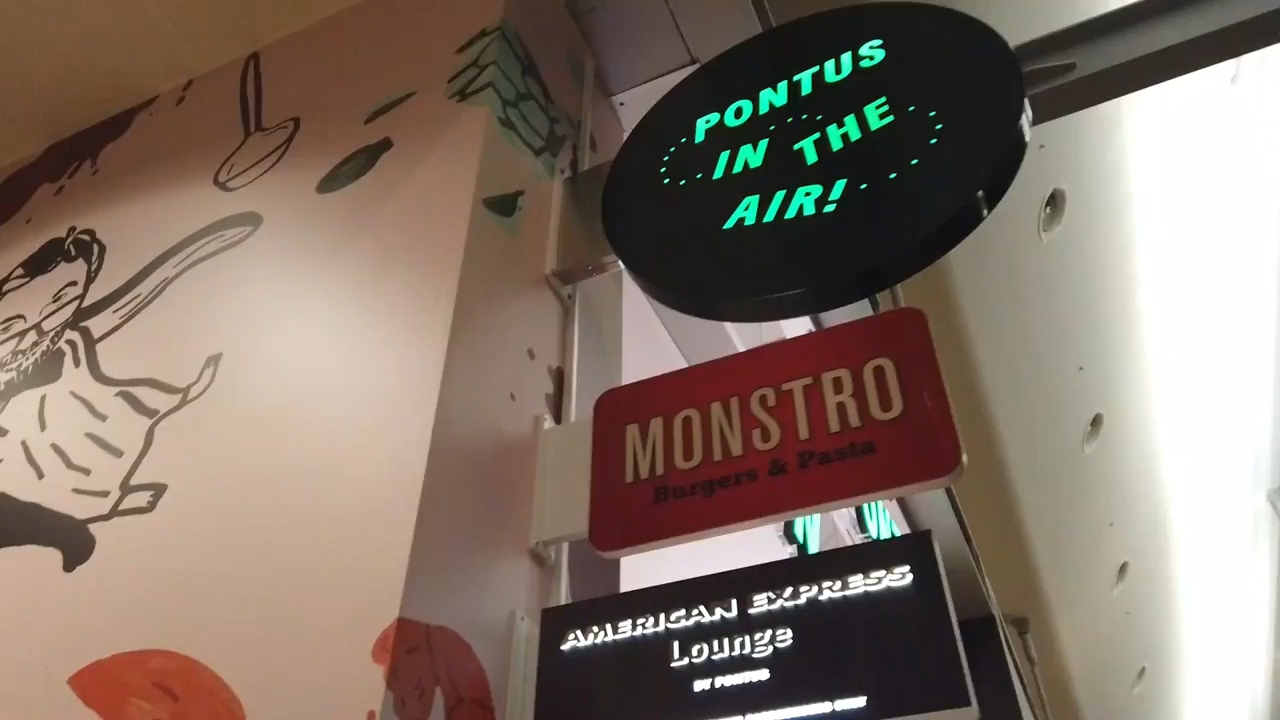 PONTUS
IN THE
AIR!
MONSTRO
Burgers & Pasta
AMERICAN EXPRESS
Lounge
BY PONTUS